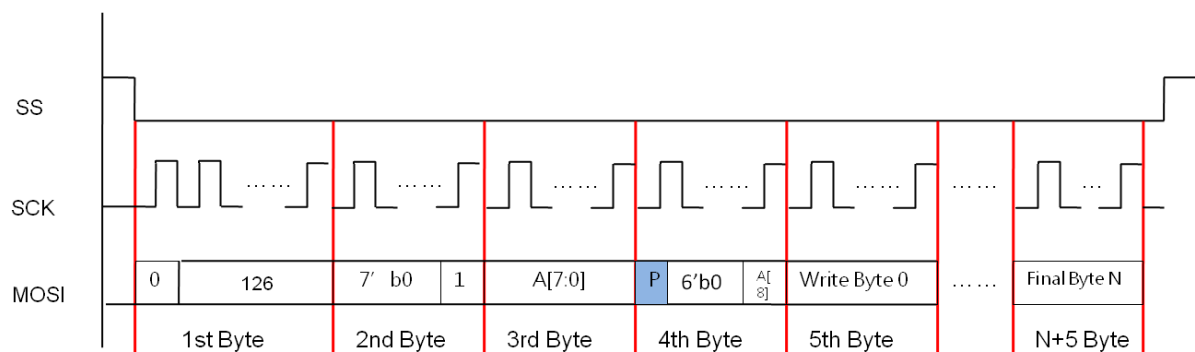 SS
SCK
…… …… …… …… …… …… …
MOSI
0 126 7' b0 1 A[7:0] P 6'b0 A[8] Write Byte 0 …… Final Byte N
1st Byte 2nd Byte 3rd Byte 4th Byte 5th Byte N+5 Byte